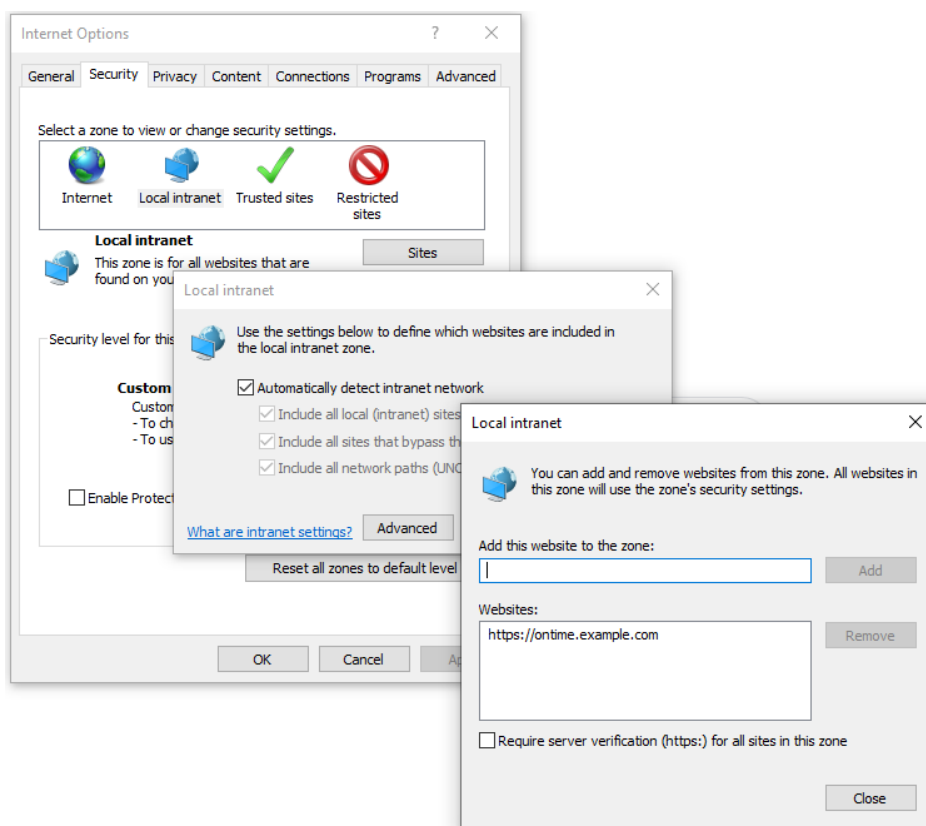 Internet Options
?
General Security Privacy Content Connections Programs Advanced
Select a zone to view or change security settings.
Internet
Local intranet
Trusted sites
Restricted
sites
Local intranet
This zone is for all websites that are
found on you
Sites
Security level for this
Custom
Custom
- To ch
- To us
Enable Protec
Reset all zones to default level
OK
Cancel
Local intranet
Use the settings below to define which websites are included in
the local intranet zone.
Automatically detect intranet network
Include all local (intranet) sites
Include all sites that bypass th
Include all network paths (UNC
What are intranet settings?
Advanced
Local intranet
You can add and remove websites from this zone. All websites in
this zone will use the zone's security settings.
Add this website to the zone:
Add
Websites:
https://ontime.example.com
Remove
Require server verification (https:) for all sites in this zone
Close